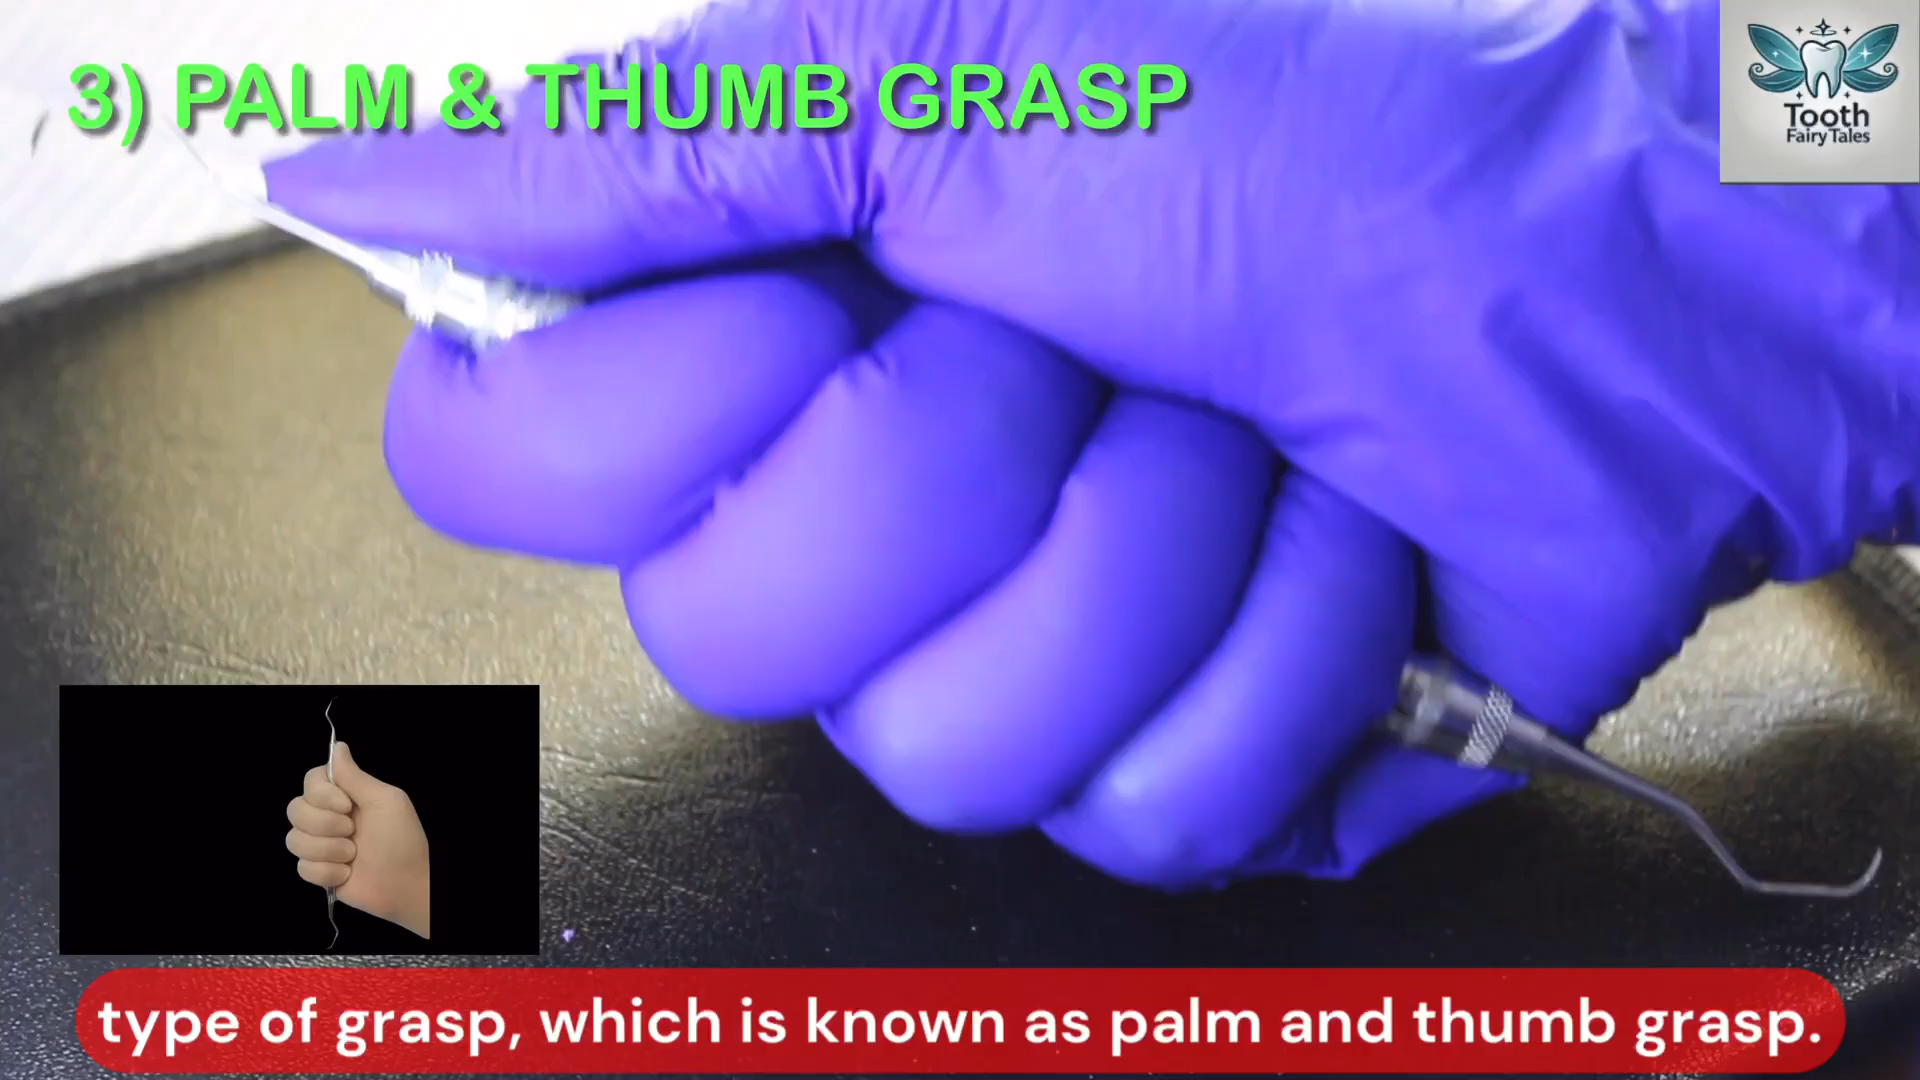 3) PALM & THUMB GRASP
Tooth
Fairy Tales
type of grasp, which is known as palm and thumb grasp.